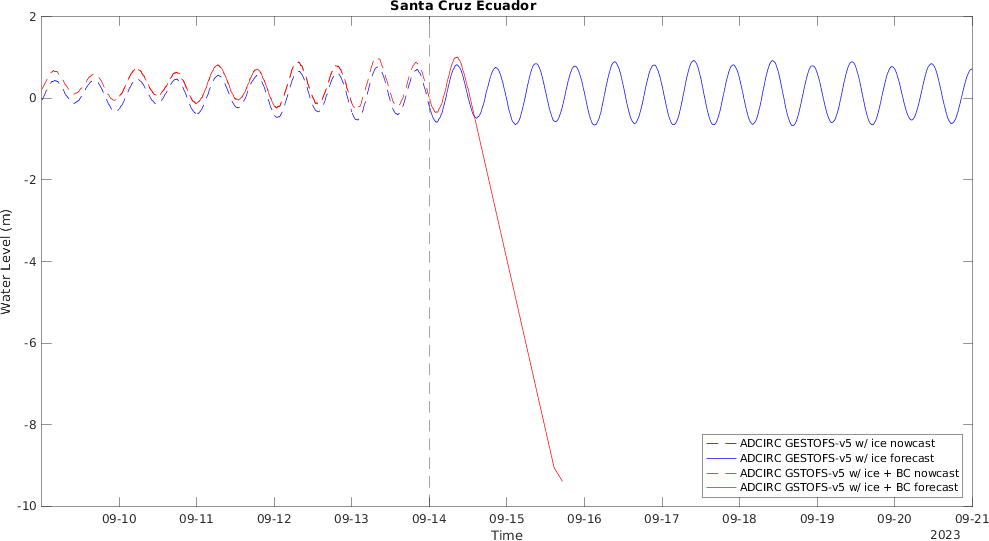 Santa Cruz Ecuador
2
0
-2
-4
-6
-8
-10
Water Level (m)
ADCIRC GESTOFS-v5 w/ ice nowcast
ADCIRC GESTOFS-v5 w/ ice forecast
ADCIRC GSTOFS-v5 w/ ice + BC nowcast
ADCIRC GSTOFS-v5 w/ ice + BC forecast
09-10 09-11 09-12 09-13 09-14 09-15 09-16 09-17 09-18 09-19 09-20 09-21
Time
2023